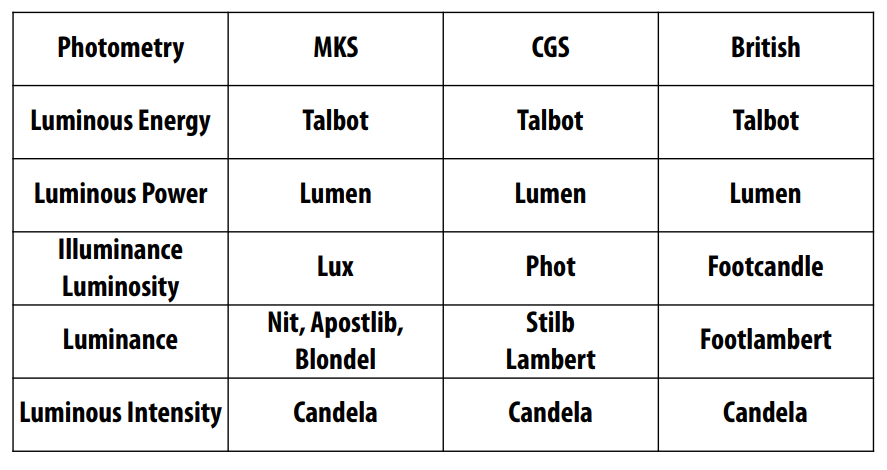 Photometry MKS CGS British
Luminous Energy Talbot Talbot Talbot
Luminous Power Lumen Lumen Lumen
Illuminance
Luminosity Lux Phot Footcandle
Luminance Nit, Apostlib,
Blondel Stilb
Lambert Footlambert
Luminous Intensity Candela Candela Candela